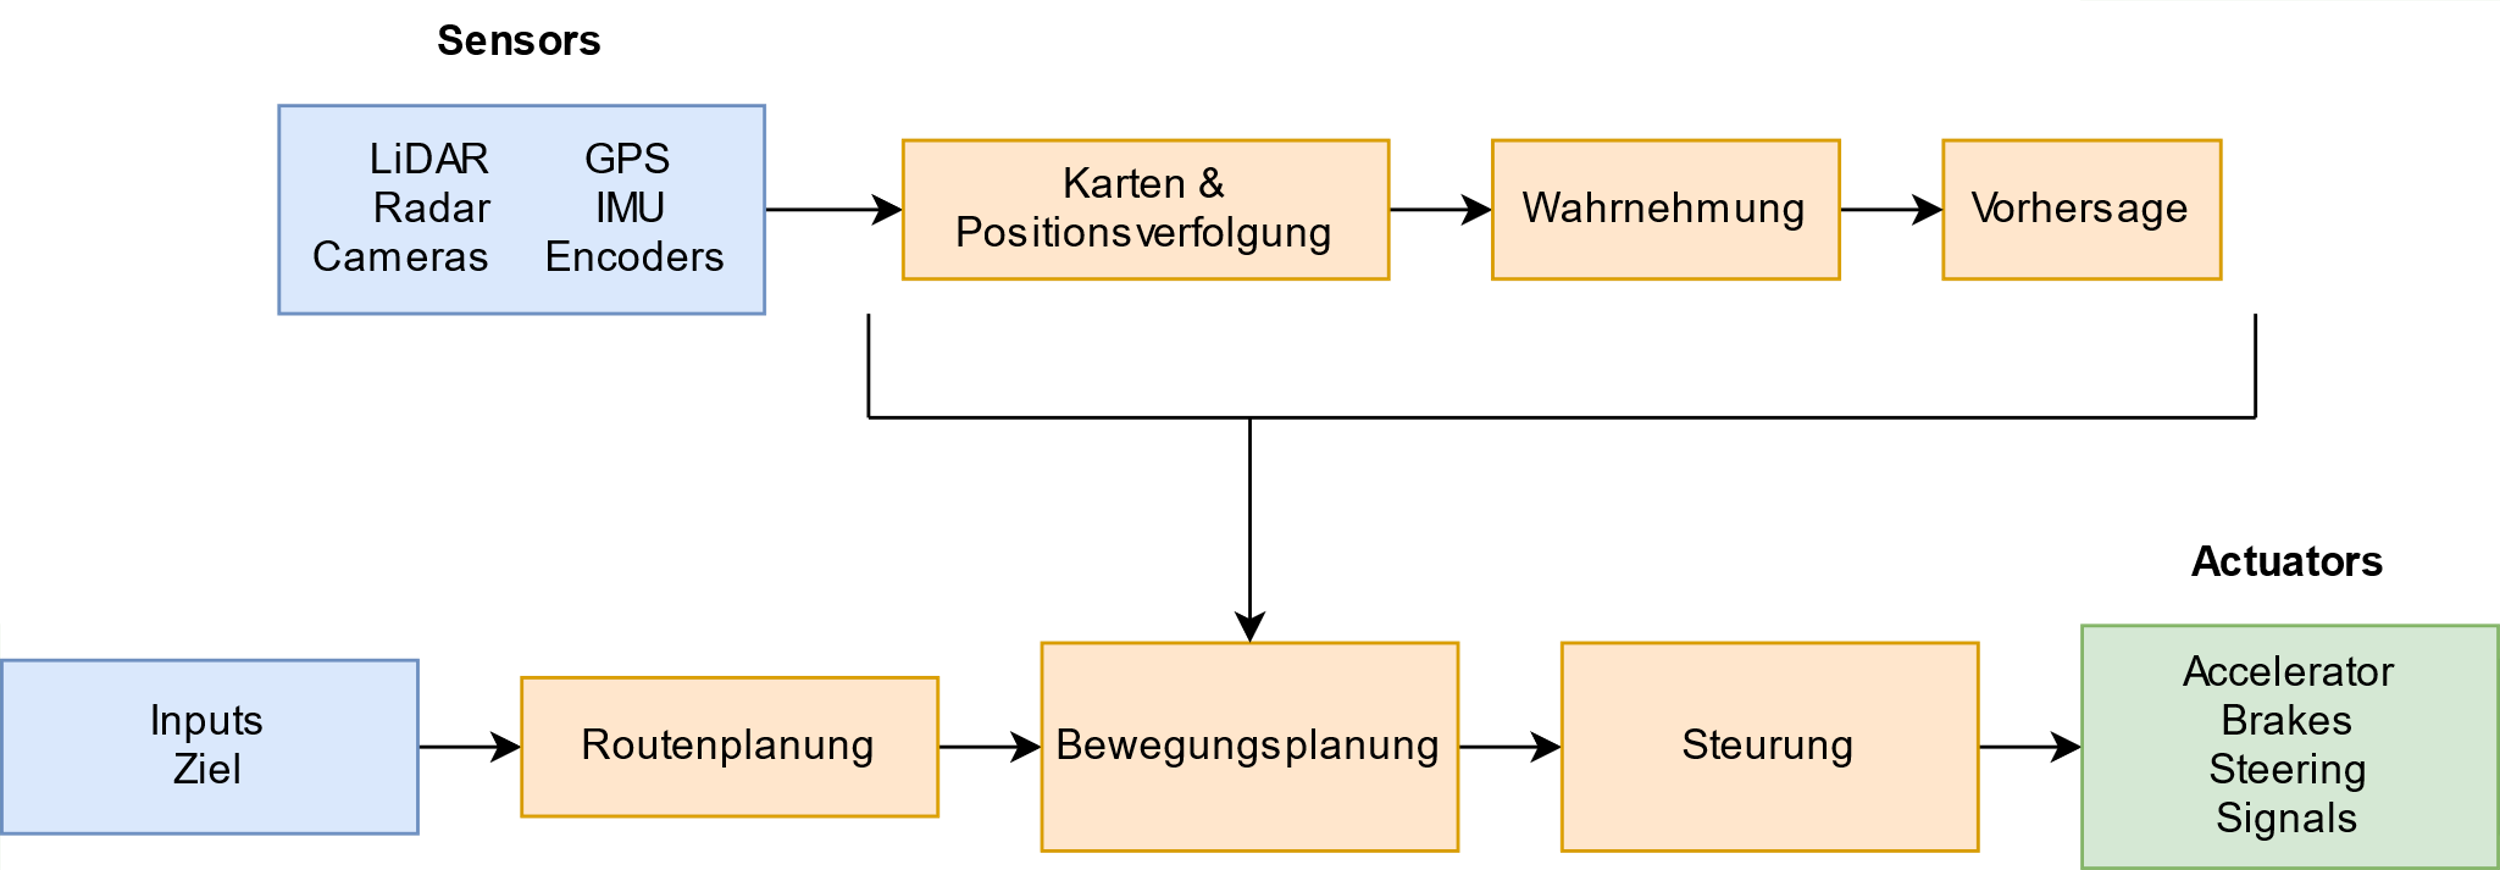 Sensors
LiDAR GPS
Radar IMU
Cameras Encoders
Karten &
Positionsverfolgung
Wahrnehmung
Vorhersage
Inputs
Ziel
Routenplanung
Bewegungsplanung
Steurung
Actuators
Accelerator
Brakes
Steering
Signals